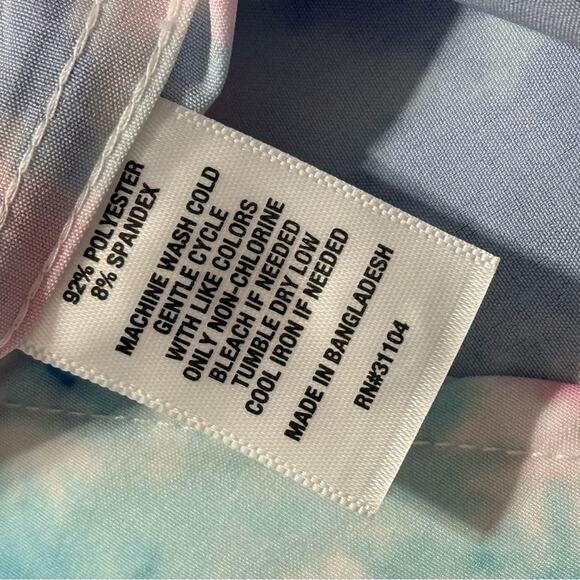 92% POLYESTER
8% SPANDEX
MACHINE WASH COLD
GENTLE CYCLE
WITH LIKE COLORS
ONLY NON-CHLORINE
BLEACH IF NEEDED
TUMBLE DRY LOW
COOL IRON IF NEEDED
MADE IN BANGLADESH
RN#31104